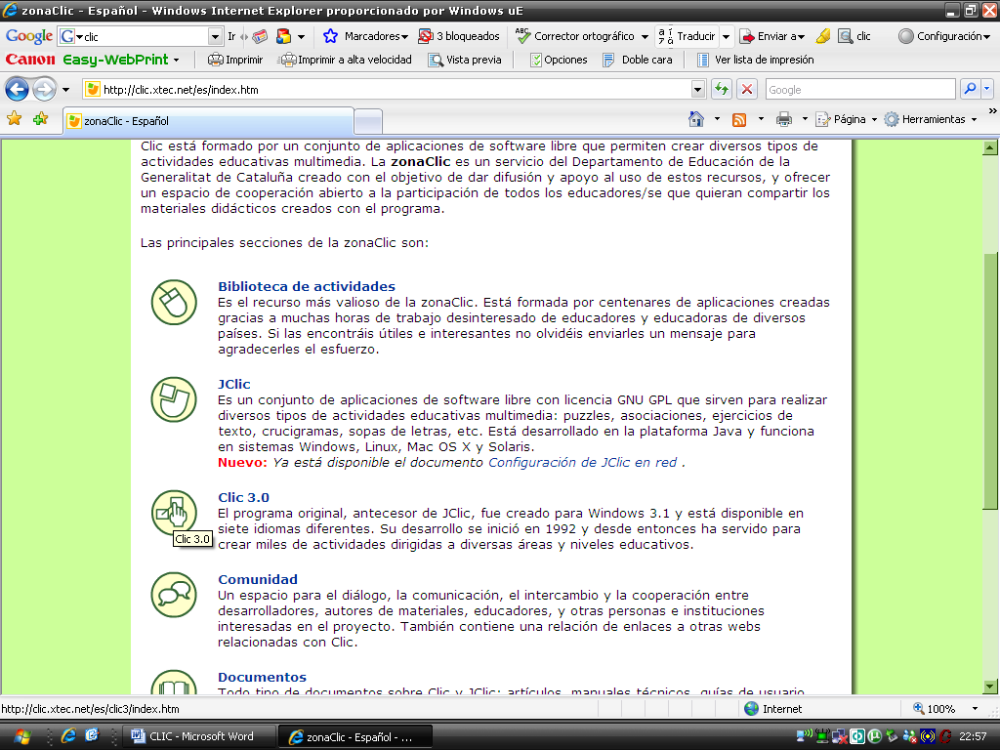 zonaClic - Español - Windows Internet Explorer proporcionado por Windows uE
Google G clic Ir Marcadores 3 bloqueados ABC Corrector ortográfico Traducir Enviar a clic Configuración
Canon Easy-WebPrint Imprimir Imprimir a alta velocidad Vista previa Opciones Doble cara Ver lista de impresión
http://clic.xtec.net/es/index.htm Google
zonaClic - Español Página Herramientas »
Clic está formado por un conjunto de aplicaciones de software libre que permiten crear diversos tipos de
actividades educativas multimedia. La zonaClic es un servicio del Departamento de Educación de la
Generalitat de Cataluña creado con el objetivo de dar difusión y apoyo al uso de estos recursos, y ofrecer
un espacio de cooperación abierto a la participación de todos los educadores/se que quieran compartir los
materiales didácticos creados con el programa.
Las principales secciones de la zonaClic son:
Biblioteca de actividades
Es el recurso más valioso de la zonaClic. Está formada por centenares de aplicaciones creadas
gracias a muchas horas de trabajo desinteresado de educadores y educadoras de diversos
países. Si las encontráis útiles e interesantes no olvidéis enviarles un mensaje para
agradecerles el esfuerzo.
JClic
Es un conjunto de aplicaciones de software libre con licencia GNU GPL que sirven para realizar
diversos tipos de actividades educativas multimedia: puzzles, asociaciones, ejercicios de
texto, crucigramas, sopas de letras, etc. Está desarrollado en la plataforma Java y funciona
en sistemas Windows, Linux, Mac OS X y Solaris.
Nuevo: Ya está disponible el documento Configuración de JClic en red .
Clic 3.0
El programa original, antecesor de JClic, fue creado para Windows 3.1 y está disponible en
siete idiomas diferentes. Su desarrollo se inició en 1992 y desde entonces ha servido para
Clic 3.0
crear miles de actividades dirigidas a diversas áreas y niveles educativos.
Comunidad
Un espacio para el diálogo, la comunicación, el intercambio y la cooperación entre
desarrolladores, autores de materiales, educadores, y otras personas e instituciones
interesadas en el proyecto. También contiene una relación de enlaces a otras webs
relacionadas con Clic.
Documentos
Todo tipo de documentos sobre Clic y JClic: artículos, manuales técnicos, guías de usuario,
http://clic.xtec.net/es/clic3/index.htm Internet 100%
CLIC - Microsoft Word zonaClic - Español - ... 22:57